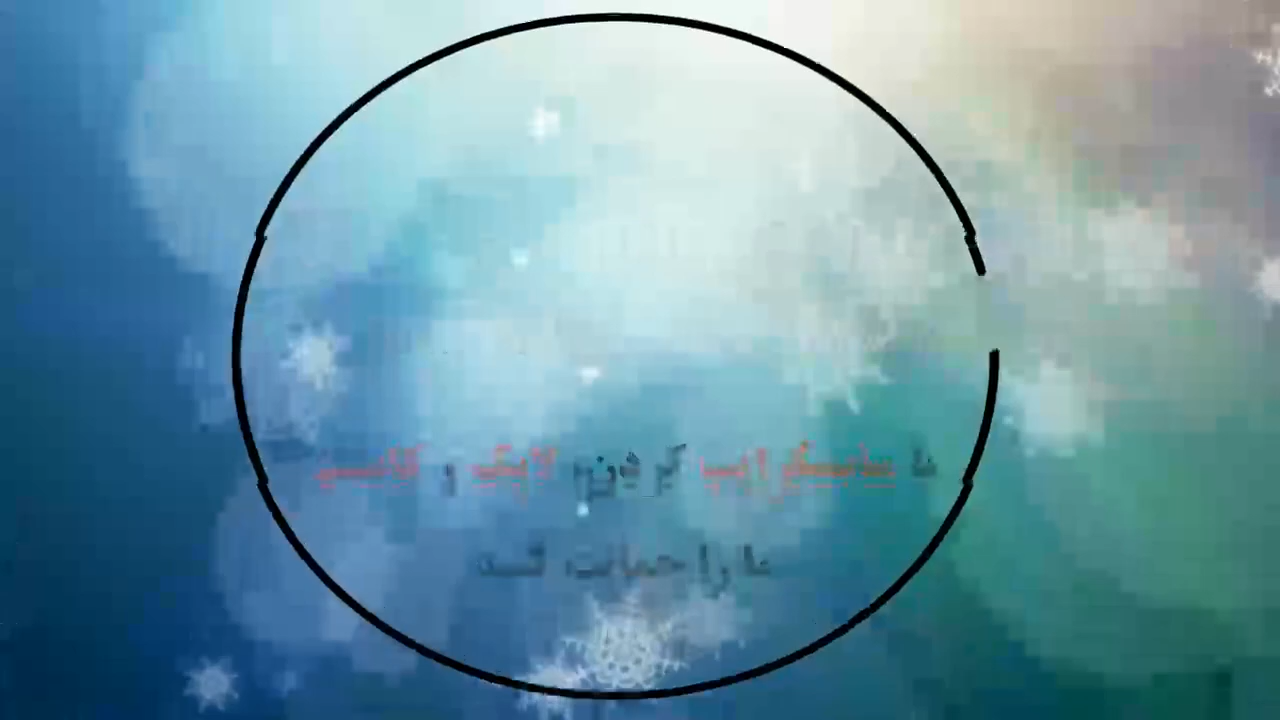 با سابسکرایب کردن، لایک و کامنت
ما را حمایت کنید